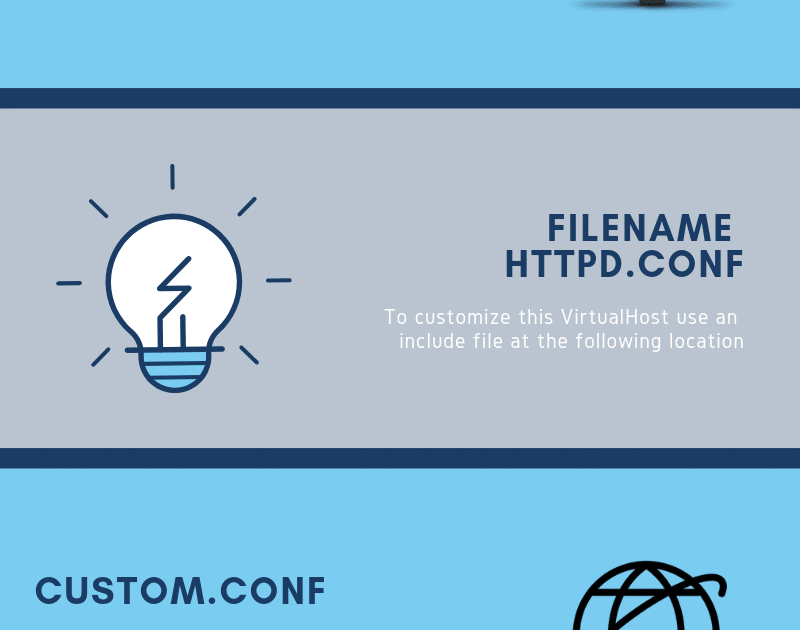 FILENAME
HTTPD.CONF
To customize this VirtualHost use an
include file at the following location
CUSTOM.CONF